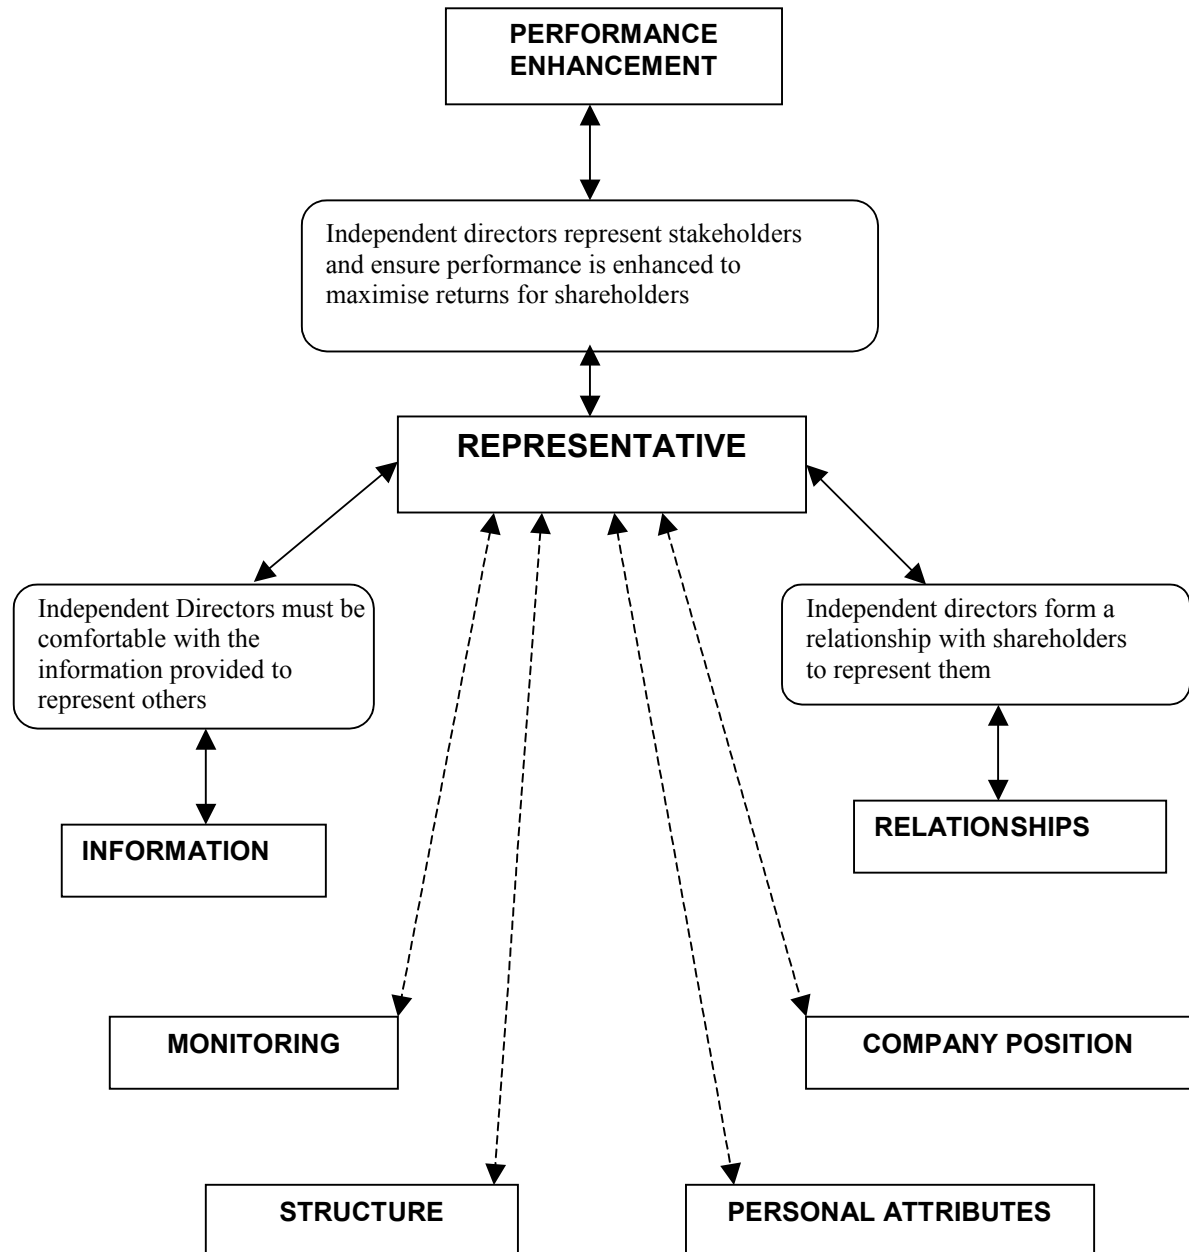 PERFORMANCE
ENHANCEMENT
Independent directors represent stakeholders
and ensure performance is enhanced to
maximise returns for shareholders
REPRESENTATIVE
Independent Directors must be
comfortable with the
information provided to
represent others
Independent directors form a
relationship with shareholders
to represent them
INFORMATION
RELATIONSHIPS
MONITORING
COMPANY POSITION
STRUCTURE
PERSONAL ATTRIBUTES